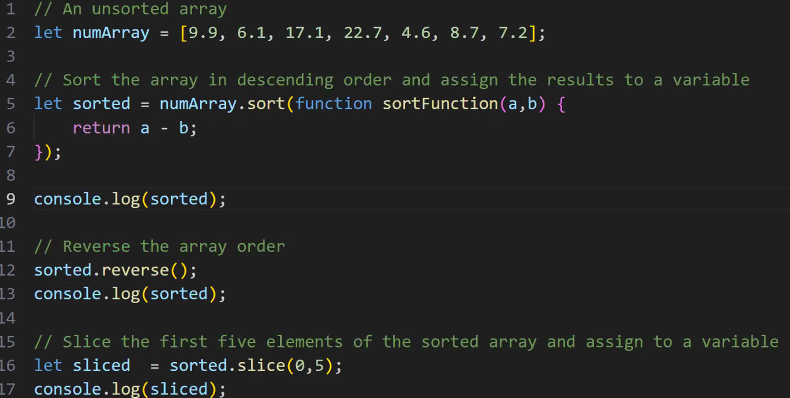 1 // An unsorted array
2 let numArray = [9.9, 6.1, 17.1, 22.7, 4.6, 8.7, 7.2];
3
4 // Sort the array in descending order and assign the results to a variable
5 let sorted = numArray.sort(function sortFunction(a,b) {
6     return a - b;
7 });
8
9 console.log(sorted);
10
11 // Reverse the array order
12 sorted.reverse();
13 console.log(sorted);
14
15 // Slice the first five elements of the sorted array and assign to a variable
16 let sliced  = sorted.slice(0,5);
17 console.log(sliced);